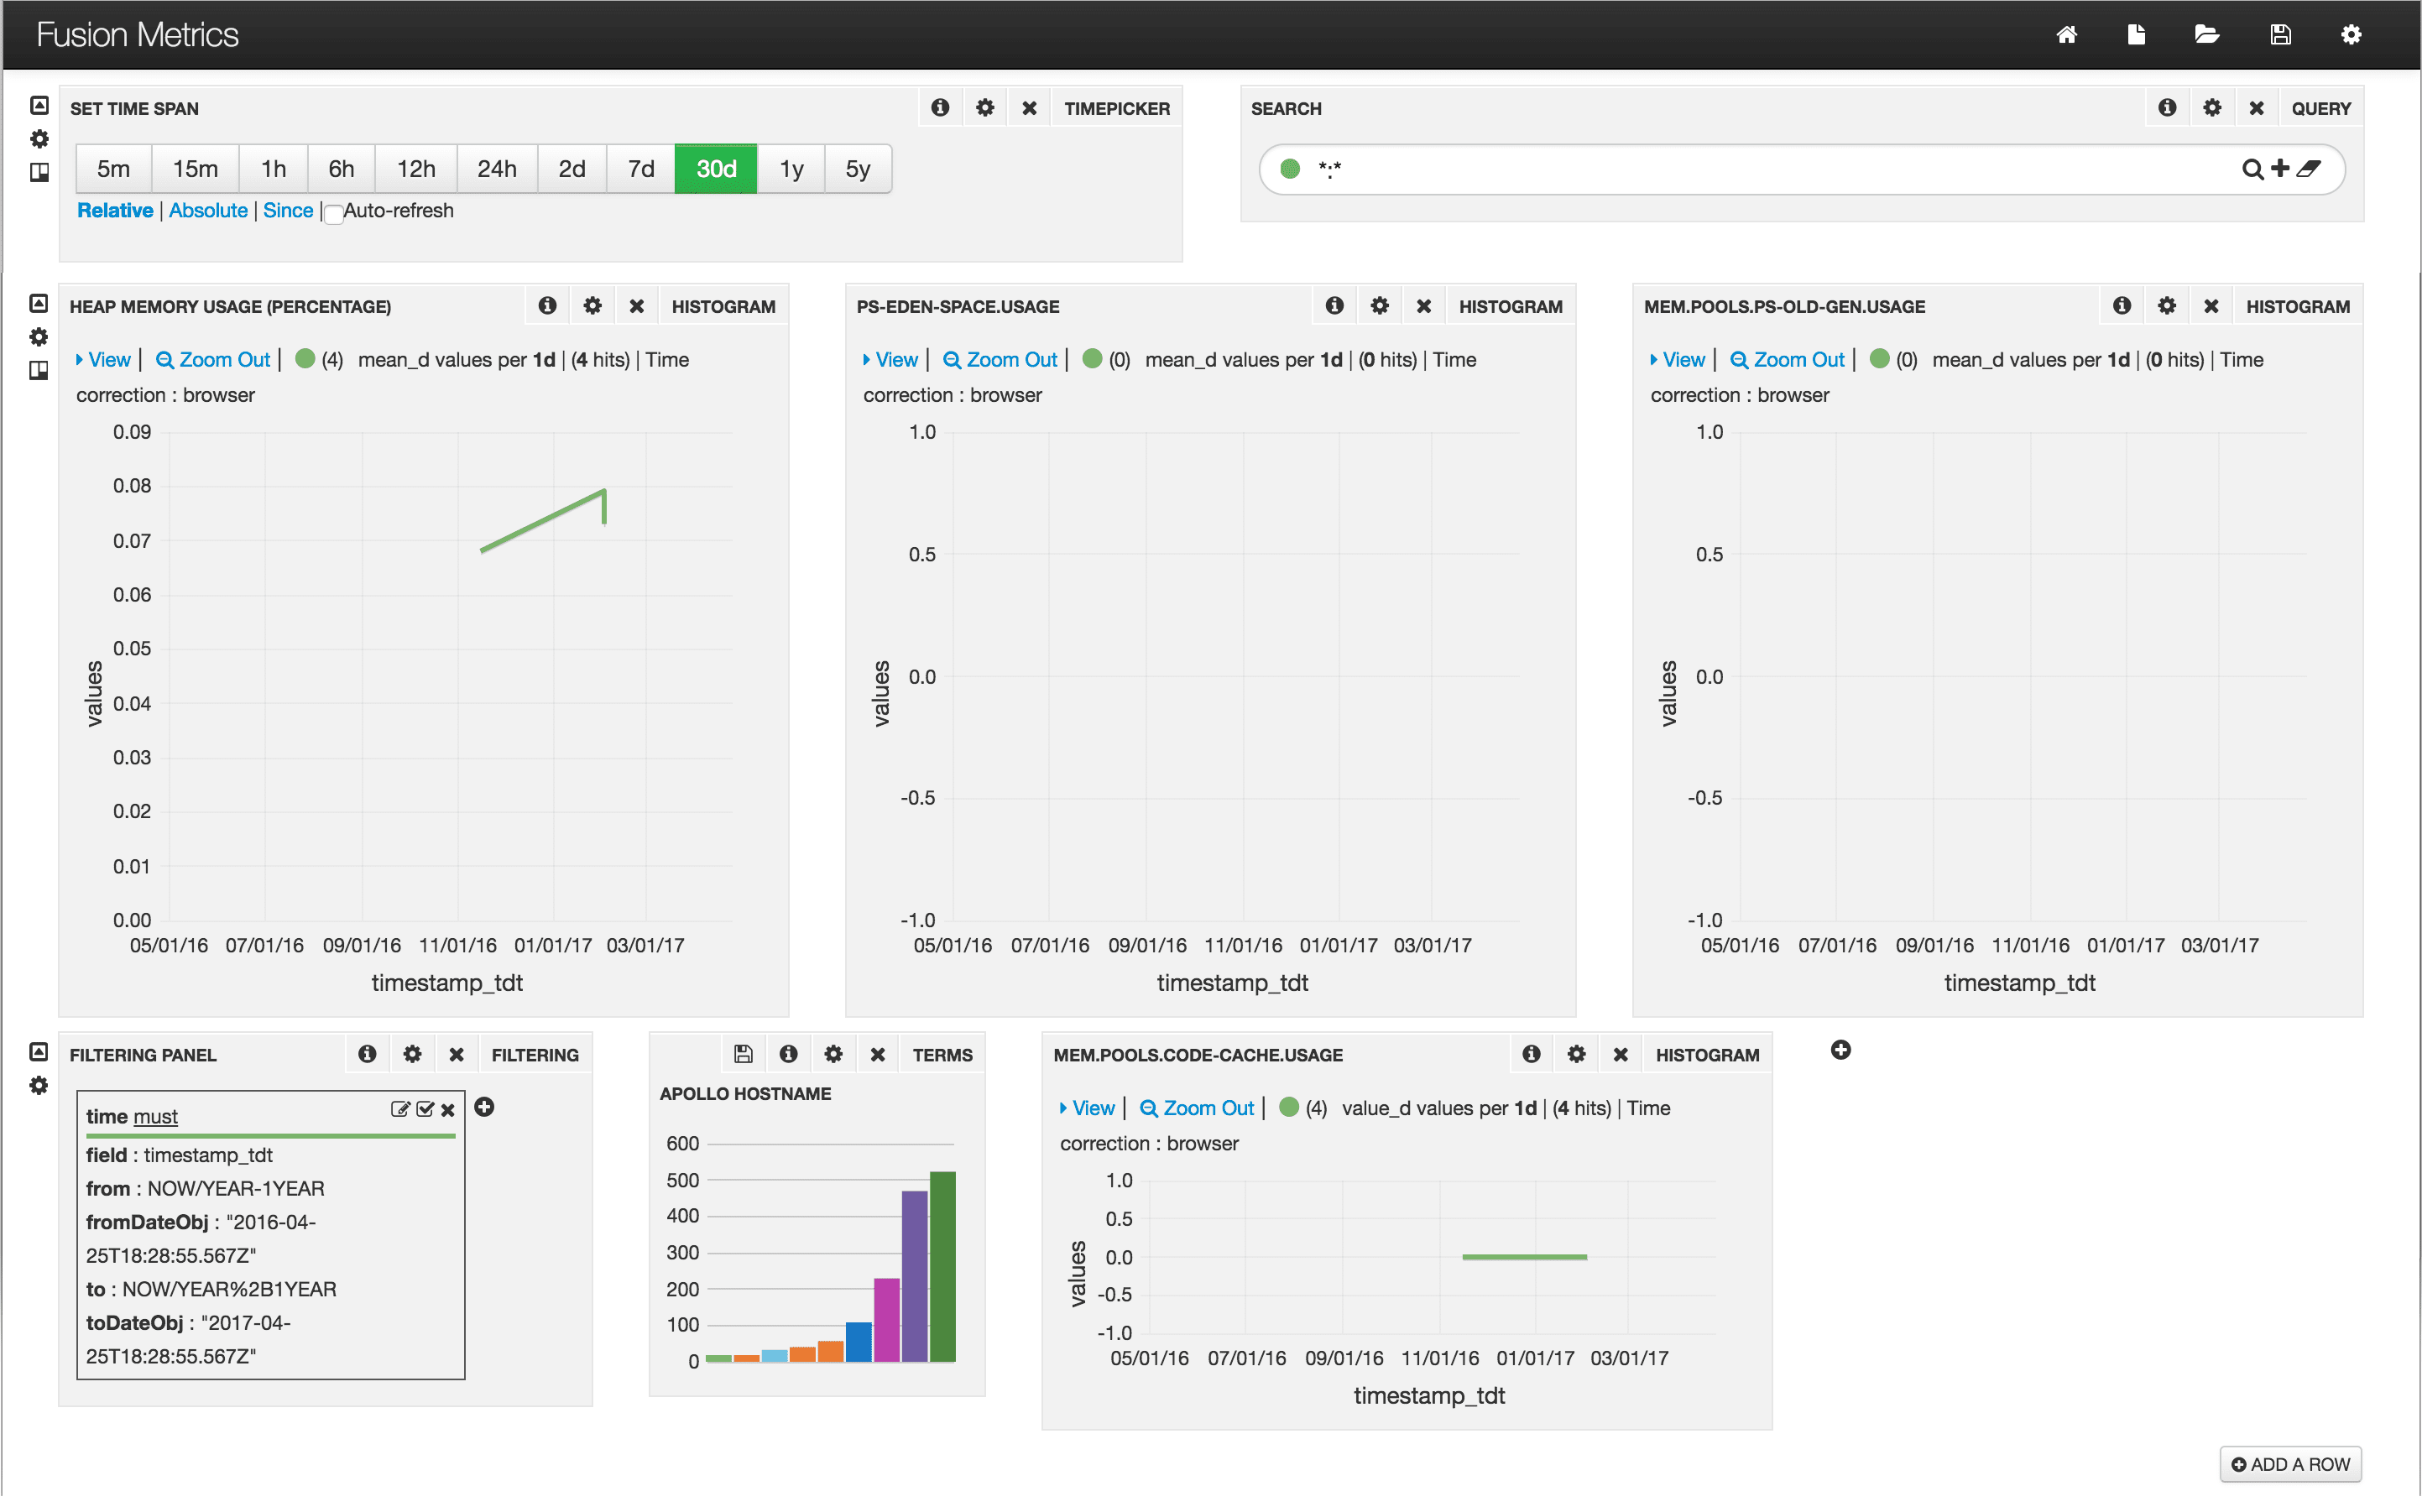 Fusion Metrics
SET TIME SPAN
TIMEPICKER
5m 15m 1h 6h 12h 24h 2d 7d 30d 1y 5y
Relative | Absolute | Since | Auto-refresh
SEARCH
QUERY
*:*
HEAP MEMORY USAGE (PERCENTAGE)
HISTOGRAM
View | Zoom Out | (4) mean_d values per 1d | (4 hits) | Time
correction : browser
0.09
0.08
0.07
0.06
0.05
0.04
0.03
0.02
0.01
0.00
values
05/01/16 07/01/16 09/01/16 11/01/16 01/01/17 03/01/17
timestamp_tdt
PS-EDEN-SPACE.USAGE
HISTOGRAM
View | Zoom Out | (0) mean_d values per 1d | (0 hits) | Time
correction : browser
1.0
0.5
0.0
-0.5
-1.0
values
05/01/16 07/01/16 09/01/16 11/01/16 01/01/17 03/01/17
timestamp_tdt
MEM.POOLS.PS-OLD-GEN.USAGE
HISTOGRAM
View | Zoom Out | (0) mean_d values per 1d | (0 hits) | Time
correction : browser
1.0
0.5
0.0
-0.5
-1.0
values
05/01/16 07/01/16 09/01/16 11/01/16 01/01/17 03/01/17
timestamp_tdt
FILTERING PANEL
FILTERING
time must
field : timestamp_tdt
from : NOW/YEAR-1YEAR
fromDateObj : "2016-04-
25T18:28:55.567Z"
to : NOW/YEAR%2B1YEAR
toDateObj : "2017-04-
25T18:28:55.567Z"
TERMS
APOLLO HOSTNAME
600
500
400
300
200
100
0
MEM.POOLS.CODE-CACHE.USAGE
HISTOGRAM
View | Zoom Out | (4) value_d values per 1d | (4 hits) | Time
correction : browser
1.0
0.5
0.0
-0.5
-1.0
values
05/01/16 07/01/16 09/01/16 11/01/16 01/01/17 03/01/17
timestamp_tdt
ADD A ROW